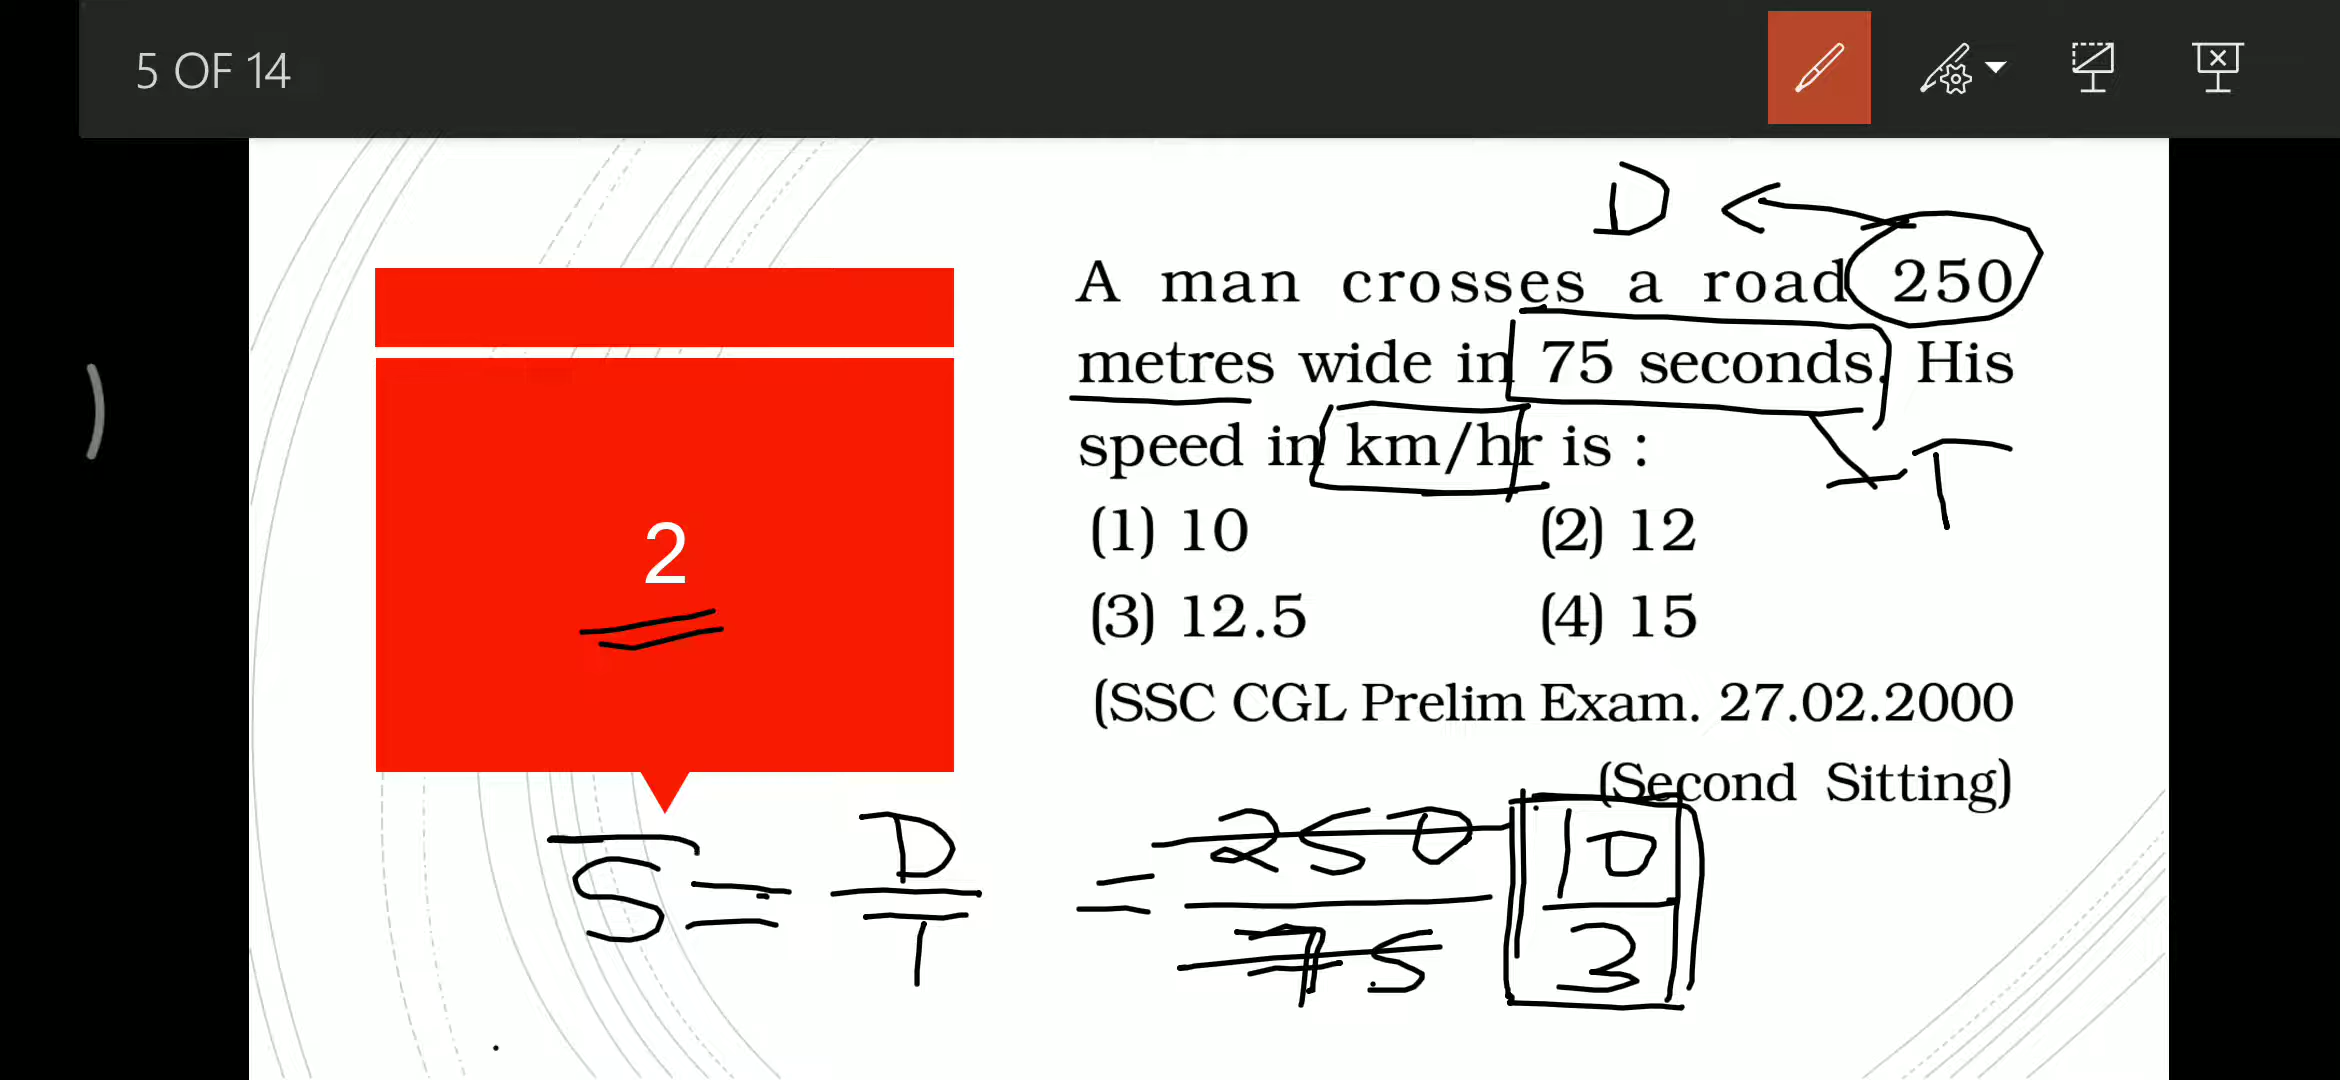 5 OF 14
D
A man crosses a road 250
metres wide in 75 seconds. His
speed in km/hr is :
T
(1) 10 (2) 12
2
(3) 12.5 (4) 15
(SSC CGL Prelim Exam. 27.02.2000
(Second Sitting)
S = D/T = 250/75 10/3